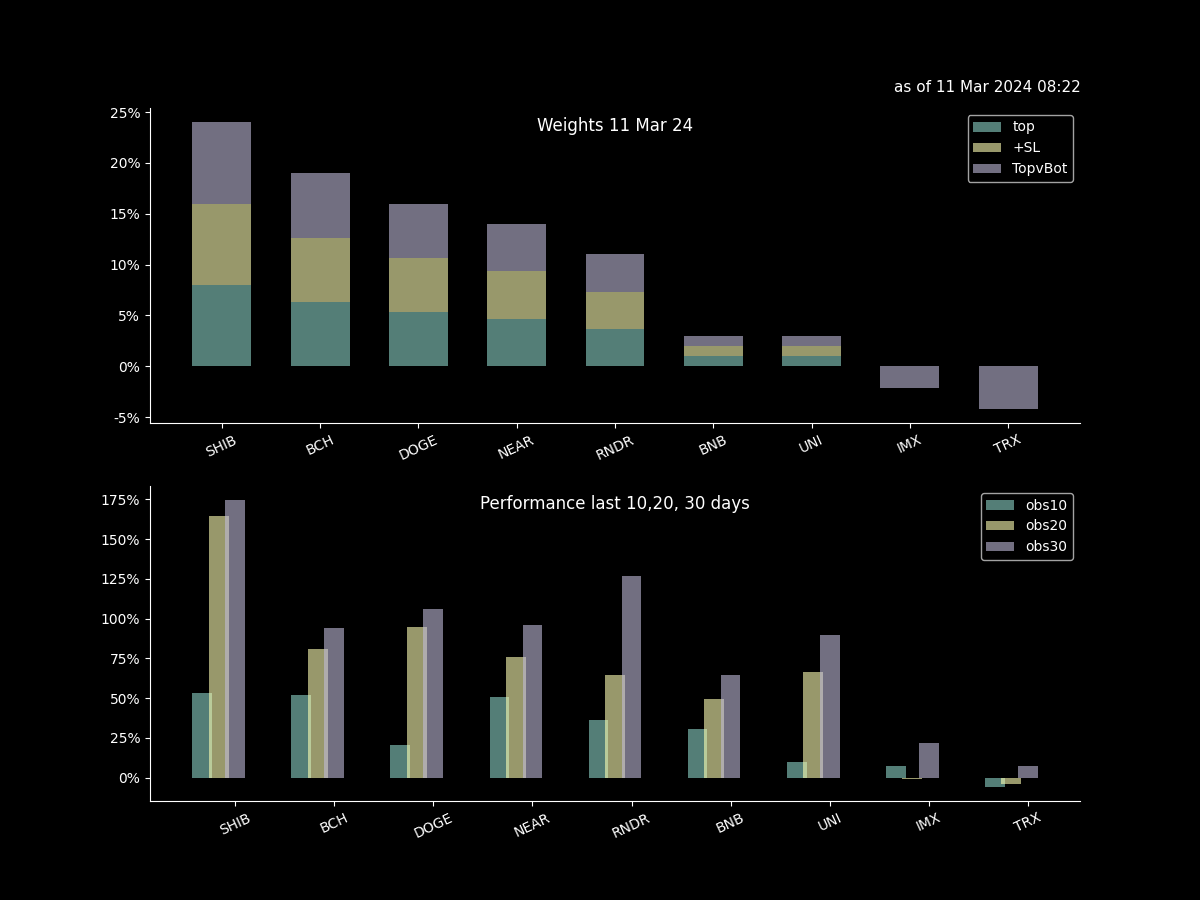 as of 11 Mar 2024 08:22
Weights 11 Mar 24
top
+SL
TopvBot
25%
20%
15%
10%
5%
0%
-5%
SHIB BCH DOGE NEAR RNDR BNB UNI IMX TRX
Performance last 10,20, 30 days
obs10
obs20
obs30
175%
150%
125%
100%
75%
50%
25%
0%
SHIB BCH DOGE NEAR RNDR BNB UNI IMX TRX